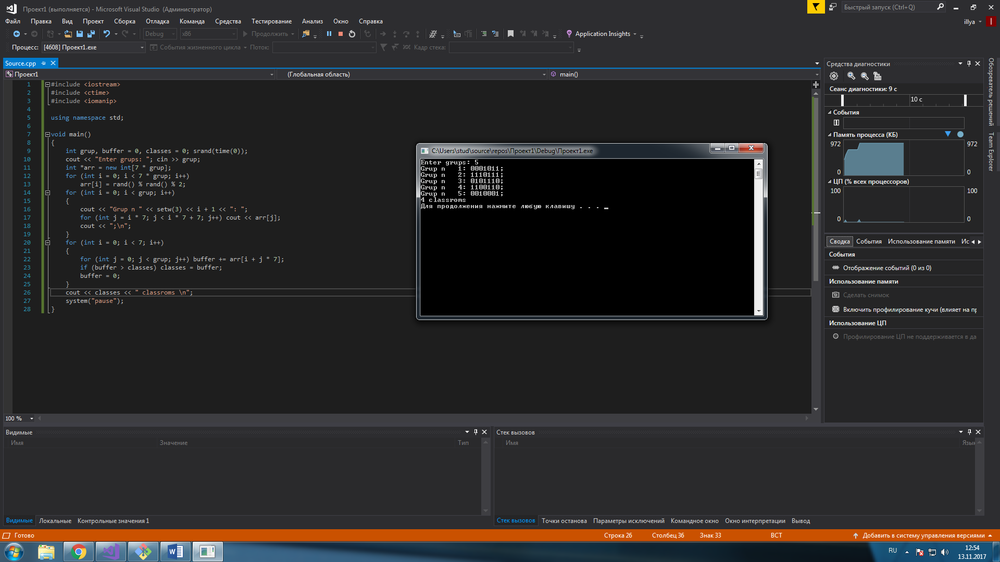 Проект1 (выполняется) - Microsoft Visual Studio (Администратор)
Быстрый запуск (Ctrl+Q)
Файл Правка Вид Проект Сборка Отладка Команда Средства Тестирование Анализ Окно Справка
illya
Debug x86 Продолжить Application Insights
Процесс: [4608] Проект1.exe События жизненного цикла Поток: Кадр стека:
Source.cpp
Проект1 (Глобальная область) main()
1 #include <iostream>
2 #include <ctime>
3 #include <iomanip>
4
5 using namespace std;
6
7 void main()
8 {
9 int grup, buffer = 0, classes = 0; srand(time(0));
10 cout << "Enter grups: "; cin >> grup;
11 int *arr = new int[7 * grup];
12 for (int i = 0; i < 7 * grup; i++)
13 arr[i] = rand() % rand() % 2;
14 for (int i = 0; i < grup; i++)
15 {
16 cout << "Grup n " << setw(3) << i + 1 << ": ";
17 for (int j = i * 7; j < i * 7 + 7; j++) cout << arr[j];
18 cout << ";\n";
19 }
20 for (int i = 0; i < 7; i++)
21 {
22 for (int j = 0; j < grup; j++) buffer += arr[i + j * 7];
23 if (buffer > classes) classes = buffer;
24 buffer = 0;
25 }
26 cout << classes << " classroms \n";
27 system("pause");
28 }
C:\Users\stud\source\repos\Проект1\Debug\Проект1.exe
Enter grups: 5
Grup n   1: 0001011;
Grup n   2: 1110111;
Grup n   3: 0101110;
Grup n   4: 1100110;
Grup n   5: 0010001;
4 classroms
Для продолжения нажмите любую клавишу . . . _
Средства диагностики
Сеанс диагностики: 9 с
10 с
События
Память процесса (КБ)
972 972
0 0
ЦП (% всех процессоров)
100 100
0 0
Сводка События Использование памяти Ис
События
Отображение событий (0 из 0)
Использование памяти
Сделать снимок
Включить профилирование кучи (влияет на пр
Использование ЦП
Профилирование ЦП не поддерживается в да
Обозреватель решений
Team Explorer
100 %
Видимые
Имя Значение Тип
Видимые Локальные Контрольные значения 1
Стек вызовов
Имя Язык
Стек вызовов Точки останова Параметры исключений Командное окно Окно интерпретации Вывод
Готово Строка 26 Столбец 36 Знак 33 ВСТ Добавить в систему управления версиями
RU
12:54
13.11.2017